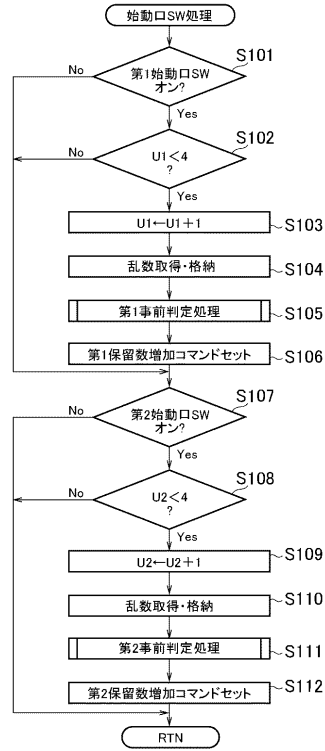 始動口SW処理
S101
No
第1始動口SW
オン?
Yes
S102
No
U1<4
?
Yes
U1←U1+1
S103
乱数取得・格納
S104
第1事前判定処理
S105
第1保留数増加コマンドセット
S106
S107
No
第2始動口SW
オン?
Yes
S108
No
U2<4
?
Yes
U2←U2+1
S109
乱数取得・格納
S110
第2事前判定処理
S111
第2保留数増加コマンドセット
S112
RTN